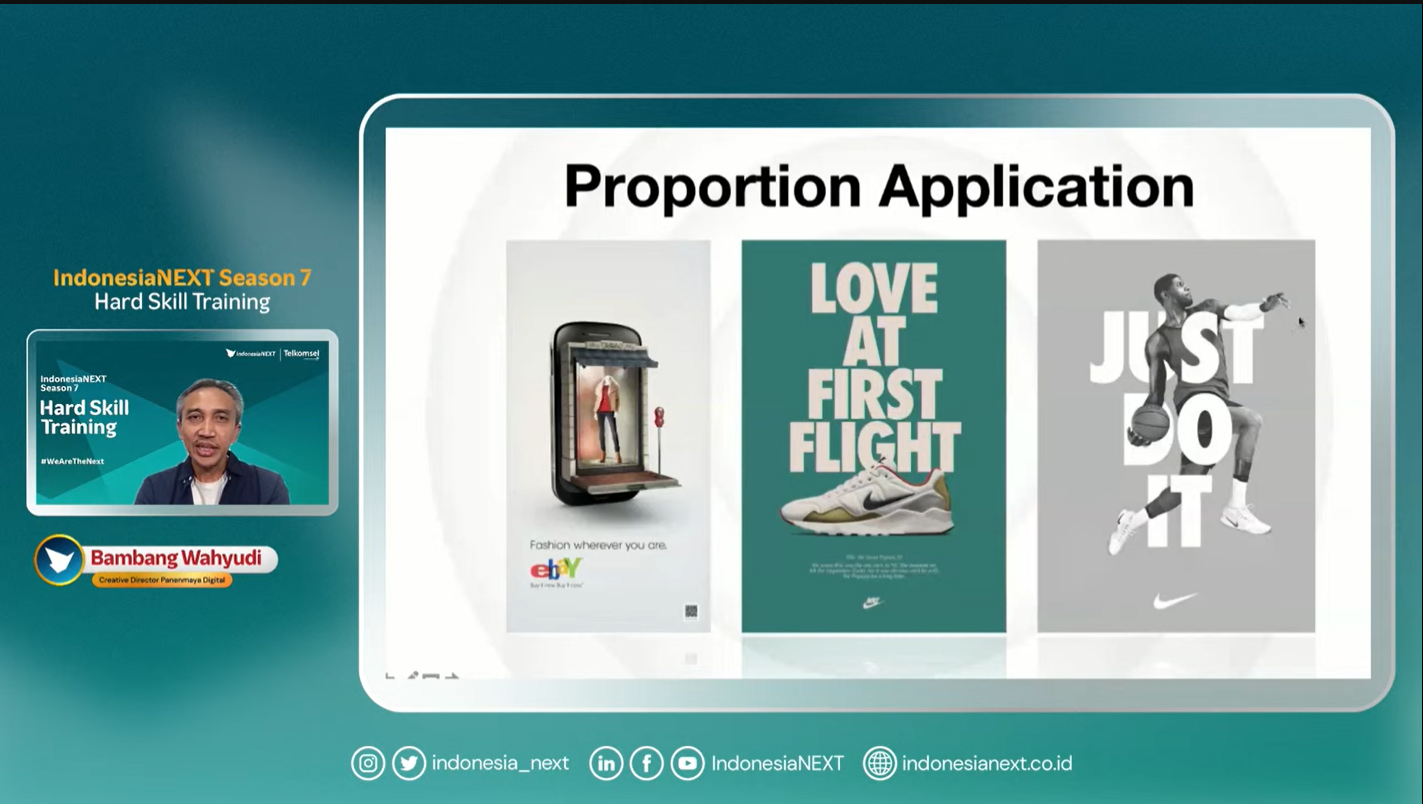 Proportion Application
IndonesiaNEXT Season 7
Hard Skill Training
IndonesiaNEXT
Telkomsel
IndonesiaNEXT
Season 7
Hard Skill
Training
#WeAreTheNext
Bambang Wahyudi
Creative Director Panenmaya Digital
Fashion wherever you are.
ebay
Buy it new. Buy it now.
LOVE
AT
FIRST
FLIGHT
JUST
DO
IT
indonesia_next
IndonesiaNEXT
indonesianext.co.id